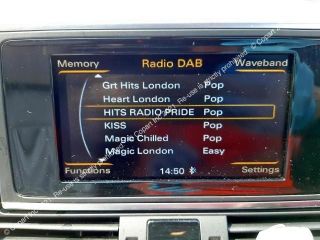 Memory Radio DAB Waveband
Grt Hits London Pop
Heart London Pop
HITS RADIO PRIDE Pop
KISS Pop
Magic Chilled Pop
Magic London Easy
Functions 14:50 Settings